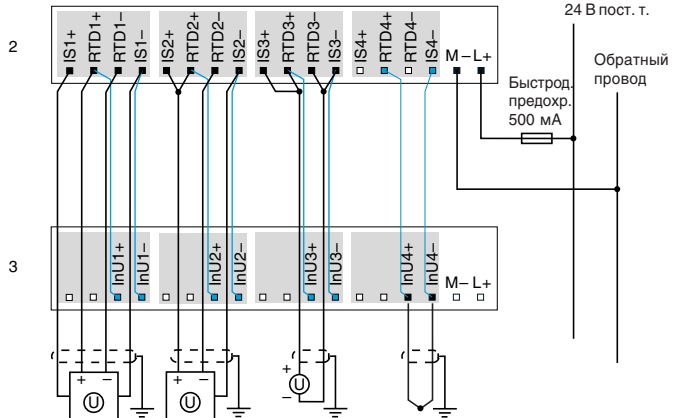 24 В пост. т.
2
IS1+ RTD1+ RTD1– IS1– IS2+ RTD2+ RTD2– IS2– IS3+ RTD3+ RTD3– IS3– IS4+ RTD4+ RTD4– IS4– M– L+
Обратный
провод
Быстрод.
предохр.
500 мА
3
InU1+ InU1– InU2+ InU2– InU3+ InU3– InU4+ InU4– M– L+
+ – + – +
U U U
–